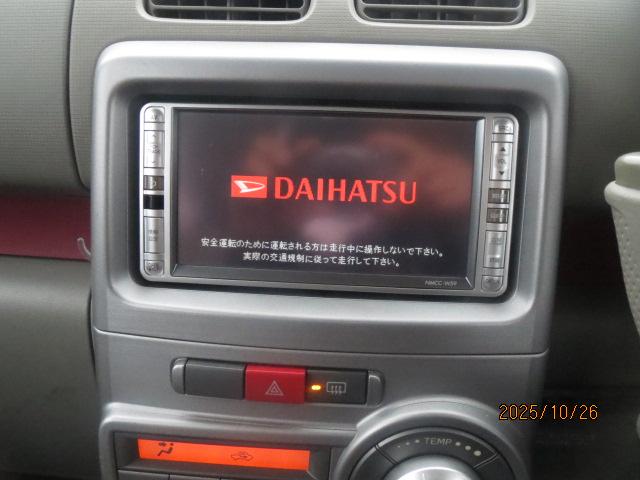 DAIHATSU
安全運転のために運転される方は走行中に操作しないで下さい。
実際の交通規制に従って走行して下さい。
NMCC-W59
2025/10/26
TEMP